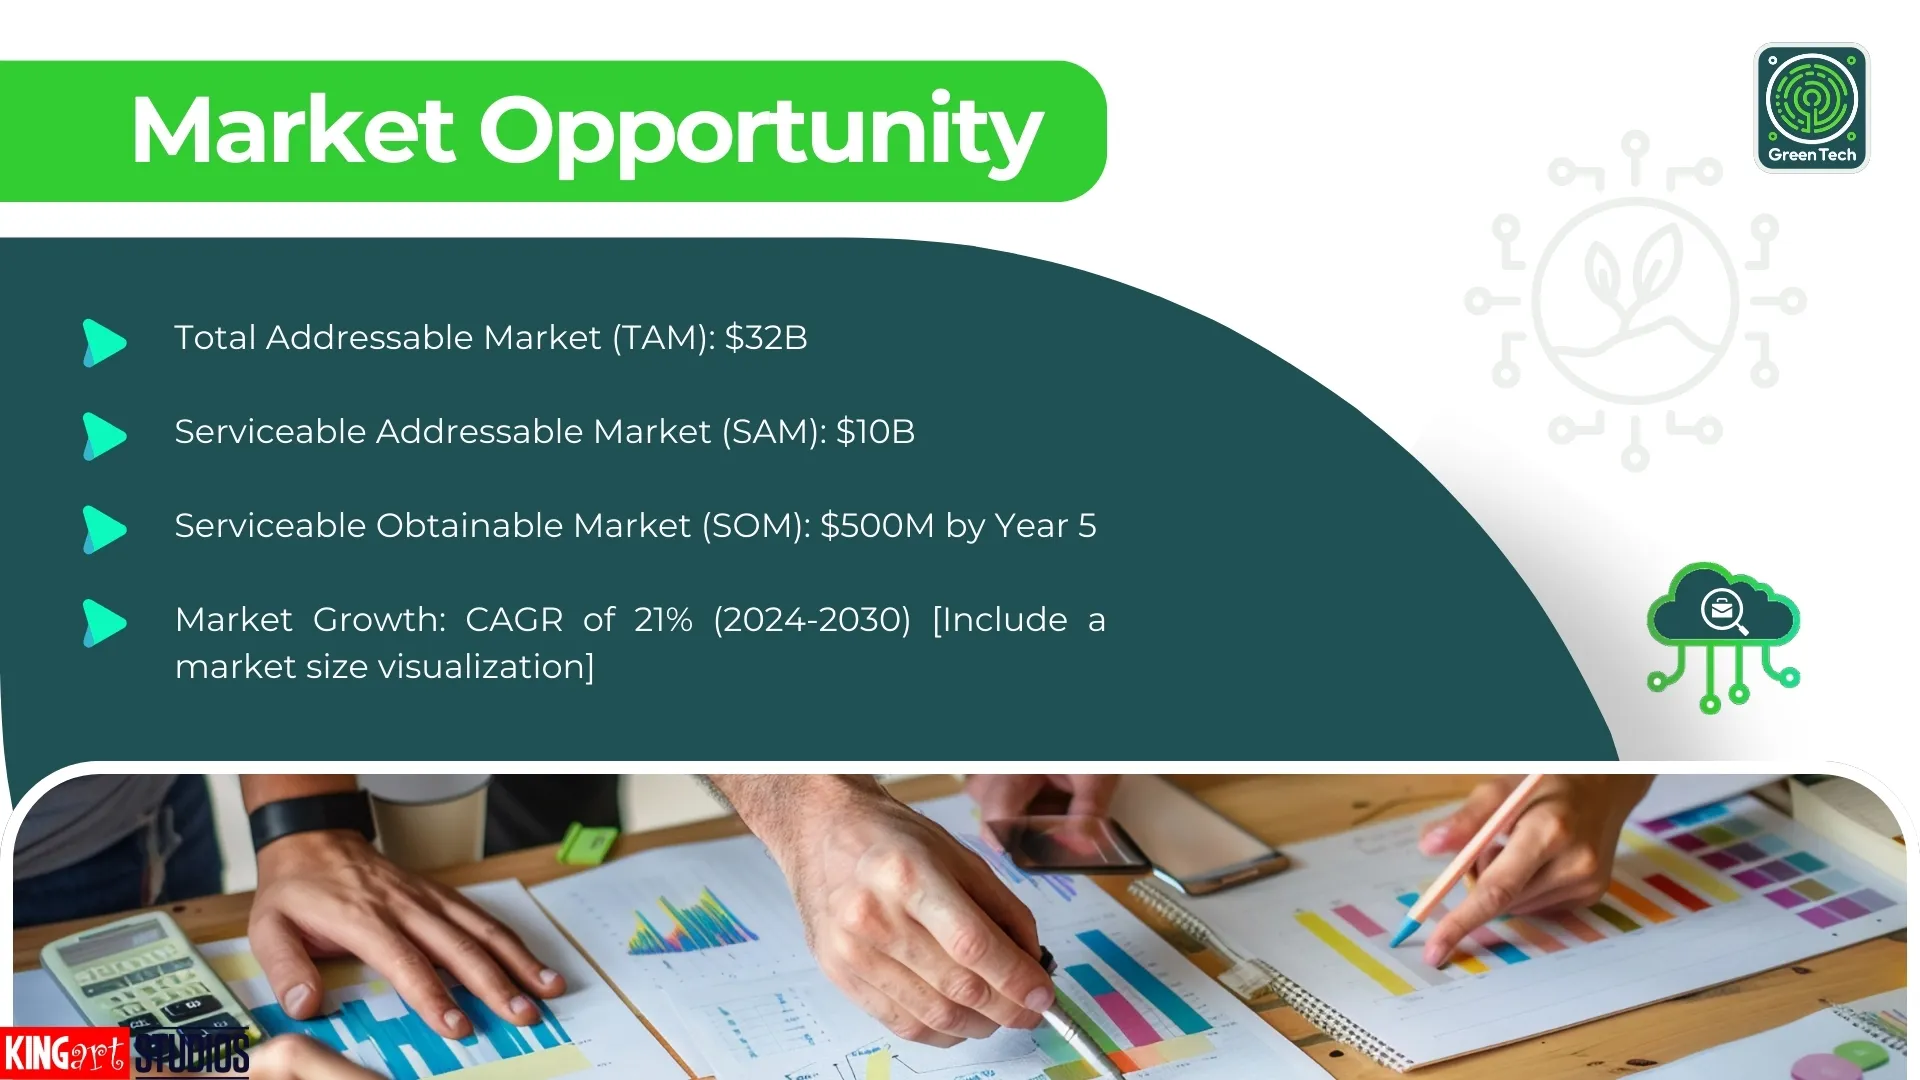 Market Opportunity
Green Tech
Total Addressable Market (TAM): $32B
Serviceable Addressable Market (SAM): $10B
Serviceable Obtainable Market (SOM): $500M by Year 5
Market Growth: CAGR of 21% (2024-2030) [Include a
market size visualization]
KINGart STUDIOS